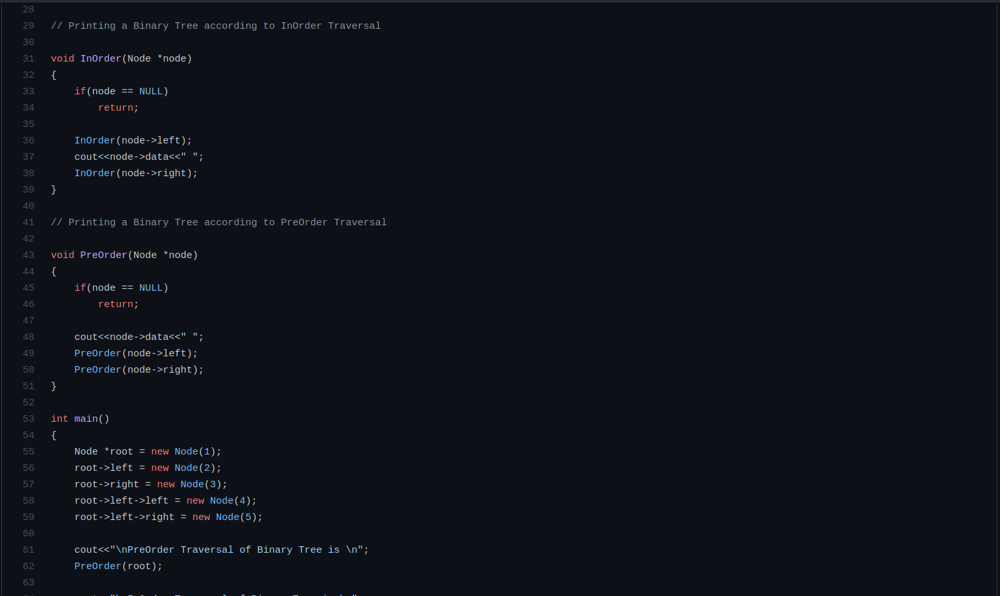 28
29 // Printing a Binary Tree according to InOrder Traversal
30
31 void InOrder(Node *node)
32 {
33     if(node == NULL)
34         return;
35
36     InOrder(node->left);
37     cout<<node->data<<" ";
38     InOrder(node->right);
39 }
40
41 // Printing a Binary Tree according to PreOrder Traversal
42
43 void PreOrder(Node *node)
44 {
45     if(node == NULL)
46         return;
47
48     cout<<node->data<<" ";
49     PreOrder(node->left);
50     PreOrder(node->right);
51 }
52
53 int main()
54 {
55     Node *root = new Node(1);
56     root->left = new Node(2);
57     root->right = new Node(3);
58     root->left->left = new Node(4);
59     root->left->right = new Node(5);
60
61     cout<<"\nPreOrder Traversal of Binary Tree is \n";
62     PreOrder(root);
63